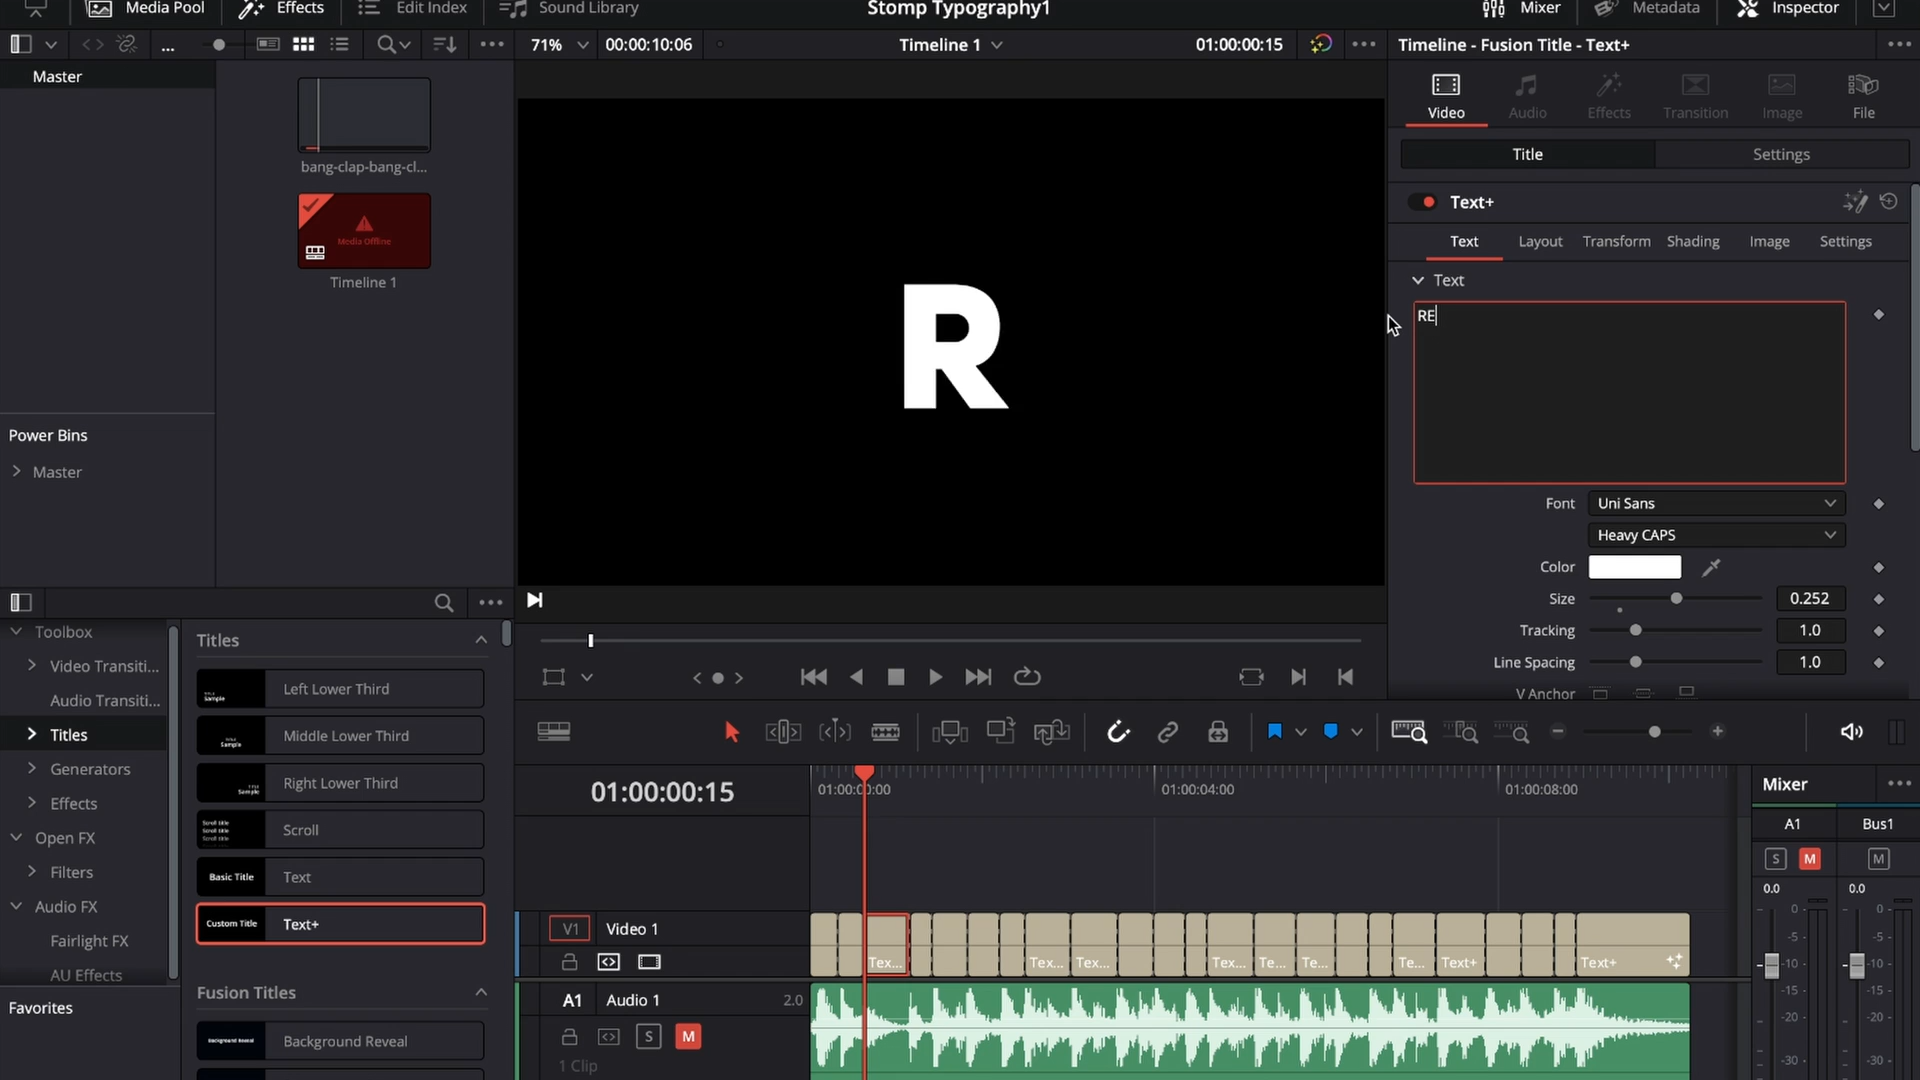 Media Pool
Effects
Edit Index
Sound Library
Stomp Typography1
Mixer
Metadata
Inspector
71%
00:00:10:06
Timeline 1
01:00:00:15
Timeline - Fusion Title - Text+
Master
bang-clap-bang-cl...
Media Offline
Timeline 1
Power Bins
Master
R
Video
Audio
Effects
Transition
Image
File
Title
Settings
Text+
Text
Layout
Transform
Shading
Image
Settings
Text
RE
Font
Uni Sans
Heavy CAPS
Color
Size
0.252
Tracking
1.0
Line Spacing
1.0
V Anchor
Toolbox
Video Transiti...
Audio Transiti...
Titles
Generators
Effects
Open FX
Filters
Audio FX
Fairlight FX
AU Effects
Favorites
Titles
Left Lower Third
Sample
Middle Lower Third
Sample
Right Lower Third
Scroll
Basic Title
Text
Custom Title
Text+
Fusion Titles
Background Reveal
Background Reveal
01:00:00:15
01:00:00:00
01:00:04:00
01:00:08:00
V1
Video 1
Tex...
Tex...
Tex...
Tex...
Te...
Te...
Te...
Text+
Text+
A1
Audio 1
2.0
S
M
1 Clip
Mixer
A1
Bus1
S
M
M
0.0
0.0
0
-5
-10
-15
-20
-30
0
-5
-10
-15
-20
-30